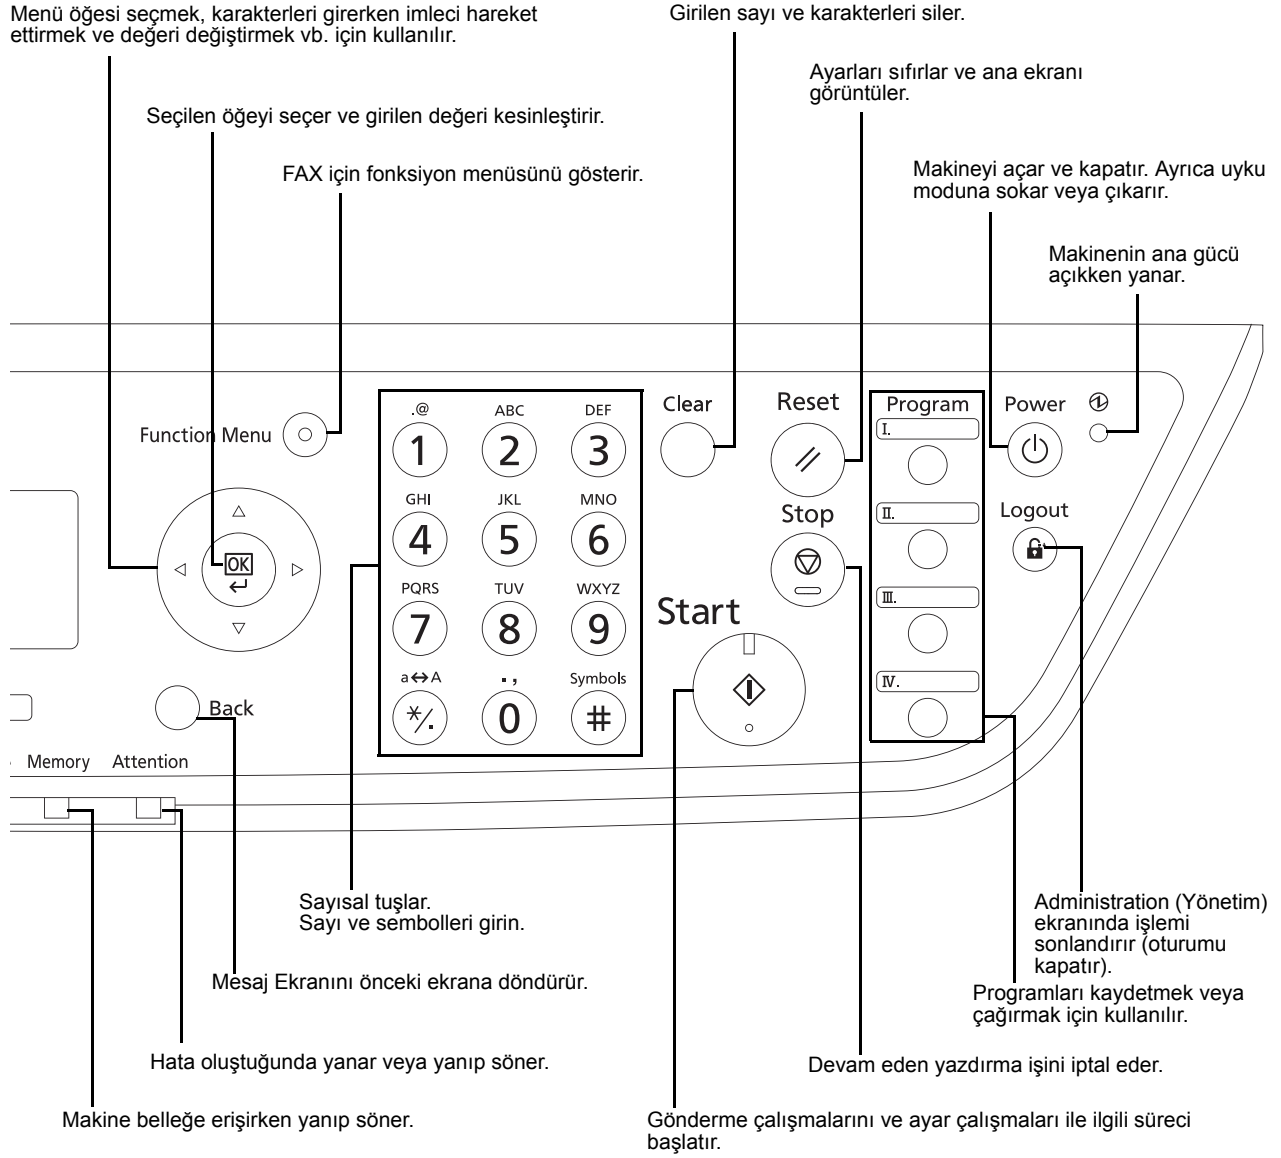 Menü öğesi seçmek, karakterleri girerken imleci hareket
ettirmek ve değeri değiştirmek vb. için kullanılır.
Girilen sayı ve karakterleri siler.
Ayarları sıfırlar ve ana ekranı
görüntüler.
Seçilen öğeyi seçer ve girilen değeri kesinleştirir.
FAX için fonksiyon menüsünü gösterir.
Makineyi açar ve kapatır. Ayrıca uyku
moduna sokar veya çıkarır.
Makinenin ana gücü
açıkken yanar.
Function Menu
.@ ABC DEF
1 2 3
GHI JKL MNO
4 5 6
PQRS TUV WXYZ
7 8 9
a↔A ., Symbols
*/. 0 #
Clear
Reset
Stop
Start
Program
I.
II.
III.
IV.
Power
Logout
OK
Back
Memory Attention
Sayısal tuşlar.
Sayı ve sembolleri girin.
Mesaj Ekranını önceki ekrana döndürür.
Hata oluştuğunda yanar veya yanıp söner.
Makine belleğe erişirken yanıp söner.
Administration (Yönetim)
ekranında işlemi
sonlandırır (oturumu
kapatır).
Programları kaydetmek veya
çağırmak için kullanılır.
Devam eden yazdırma işini iptal eder.
Gönderme çalışmalarını ve ayar çalışmaları ile ilgili süreci
başlatır.